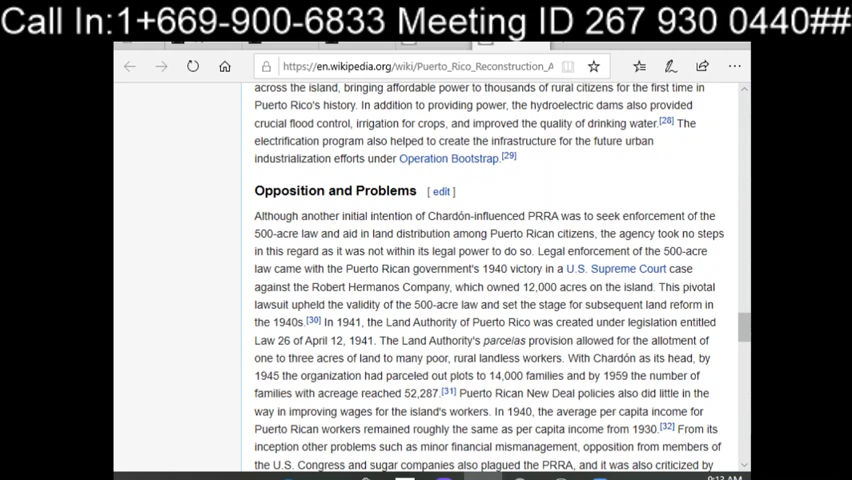 Call In:1+669-900-6833 Meeting ID 267 930 0440##
https://en.wikipedia.org/wiki/Puerto_Rico_Reconstruction_A
across the island, bringing affordable power to thousands of rural citizens for the first time in
Puerto Rico's history. In addition to providing power, the hydroelectric dams also provided
crucial flood control, irrigation for crops, and improved the quality of drinking water.[28] The
electrification program also helped to create the infrastructure for the future urban
industrialization efforts under Operation Bootstrap.[29]
Opposition and Problems [ edit ]
Although another initial intention of Chardón-influenced PRRA was to seek enforcement of the
500-acre law and aid in land distribution among Puerto Rican citizens, the agency took no steps
in this regard as it was not within its legal power to do so. Legal enforcement of the 500-acre
law came with the Puerto Rican government's 1940 victory in a U.S. Supreme Court case
against the Robert Hermanos Company, which owned 12,000 acres on the island. This pivotal
lawsuit upheld the validity of the 500-acre law and set the stage for subsequent land reform in
the 1940s.[30] In 1941, the Land Authority of Puerto Rico was created under legislation entitled
Law 26 of April 12, 1941. The Land Authority's parcelas provision allowed for the allotment of
one to three acres of land to many poor, rural landless workers. With Chardón as its head, by
1945 the organization had parceled out plots to 14,000 families and by 1959 the number of
families with acreage reached 52,287.[31] Puerto Rican New Deal policies also did little in the
way in improving wages for the island's workers. In 1940, the average per capita income for
Puerto Rican workers remained roughly the same as per capita income from 1930.[32] From its
inception other problems such as minor financial mismanagement, opposition from members of
the U.S. Congress and sugar companies also plagued the PRRA, and it was also criticized by